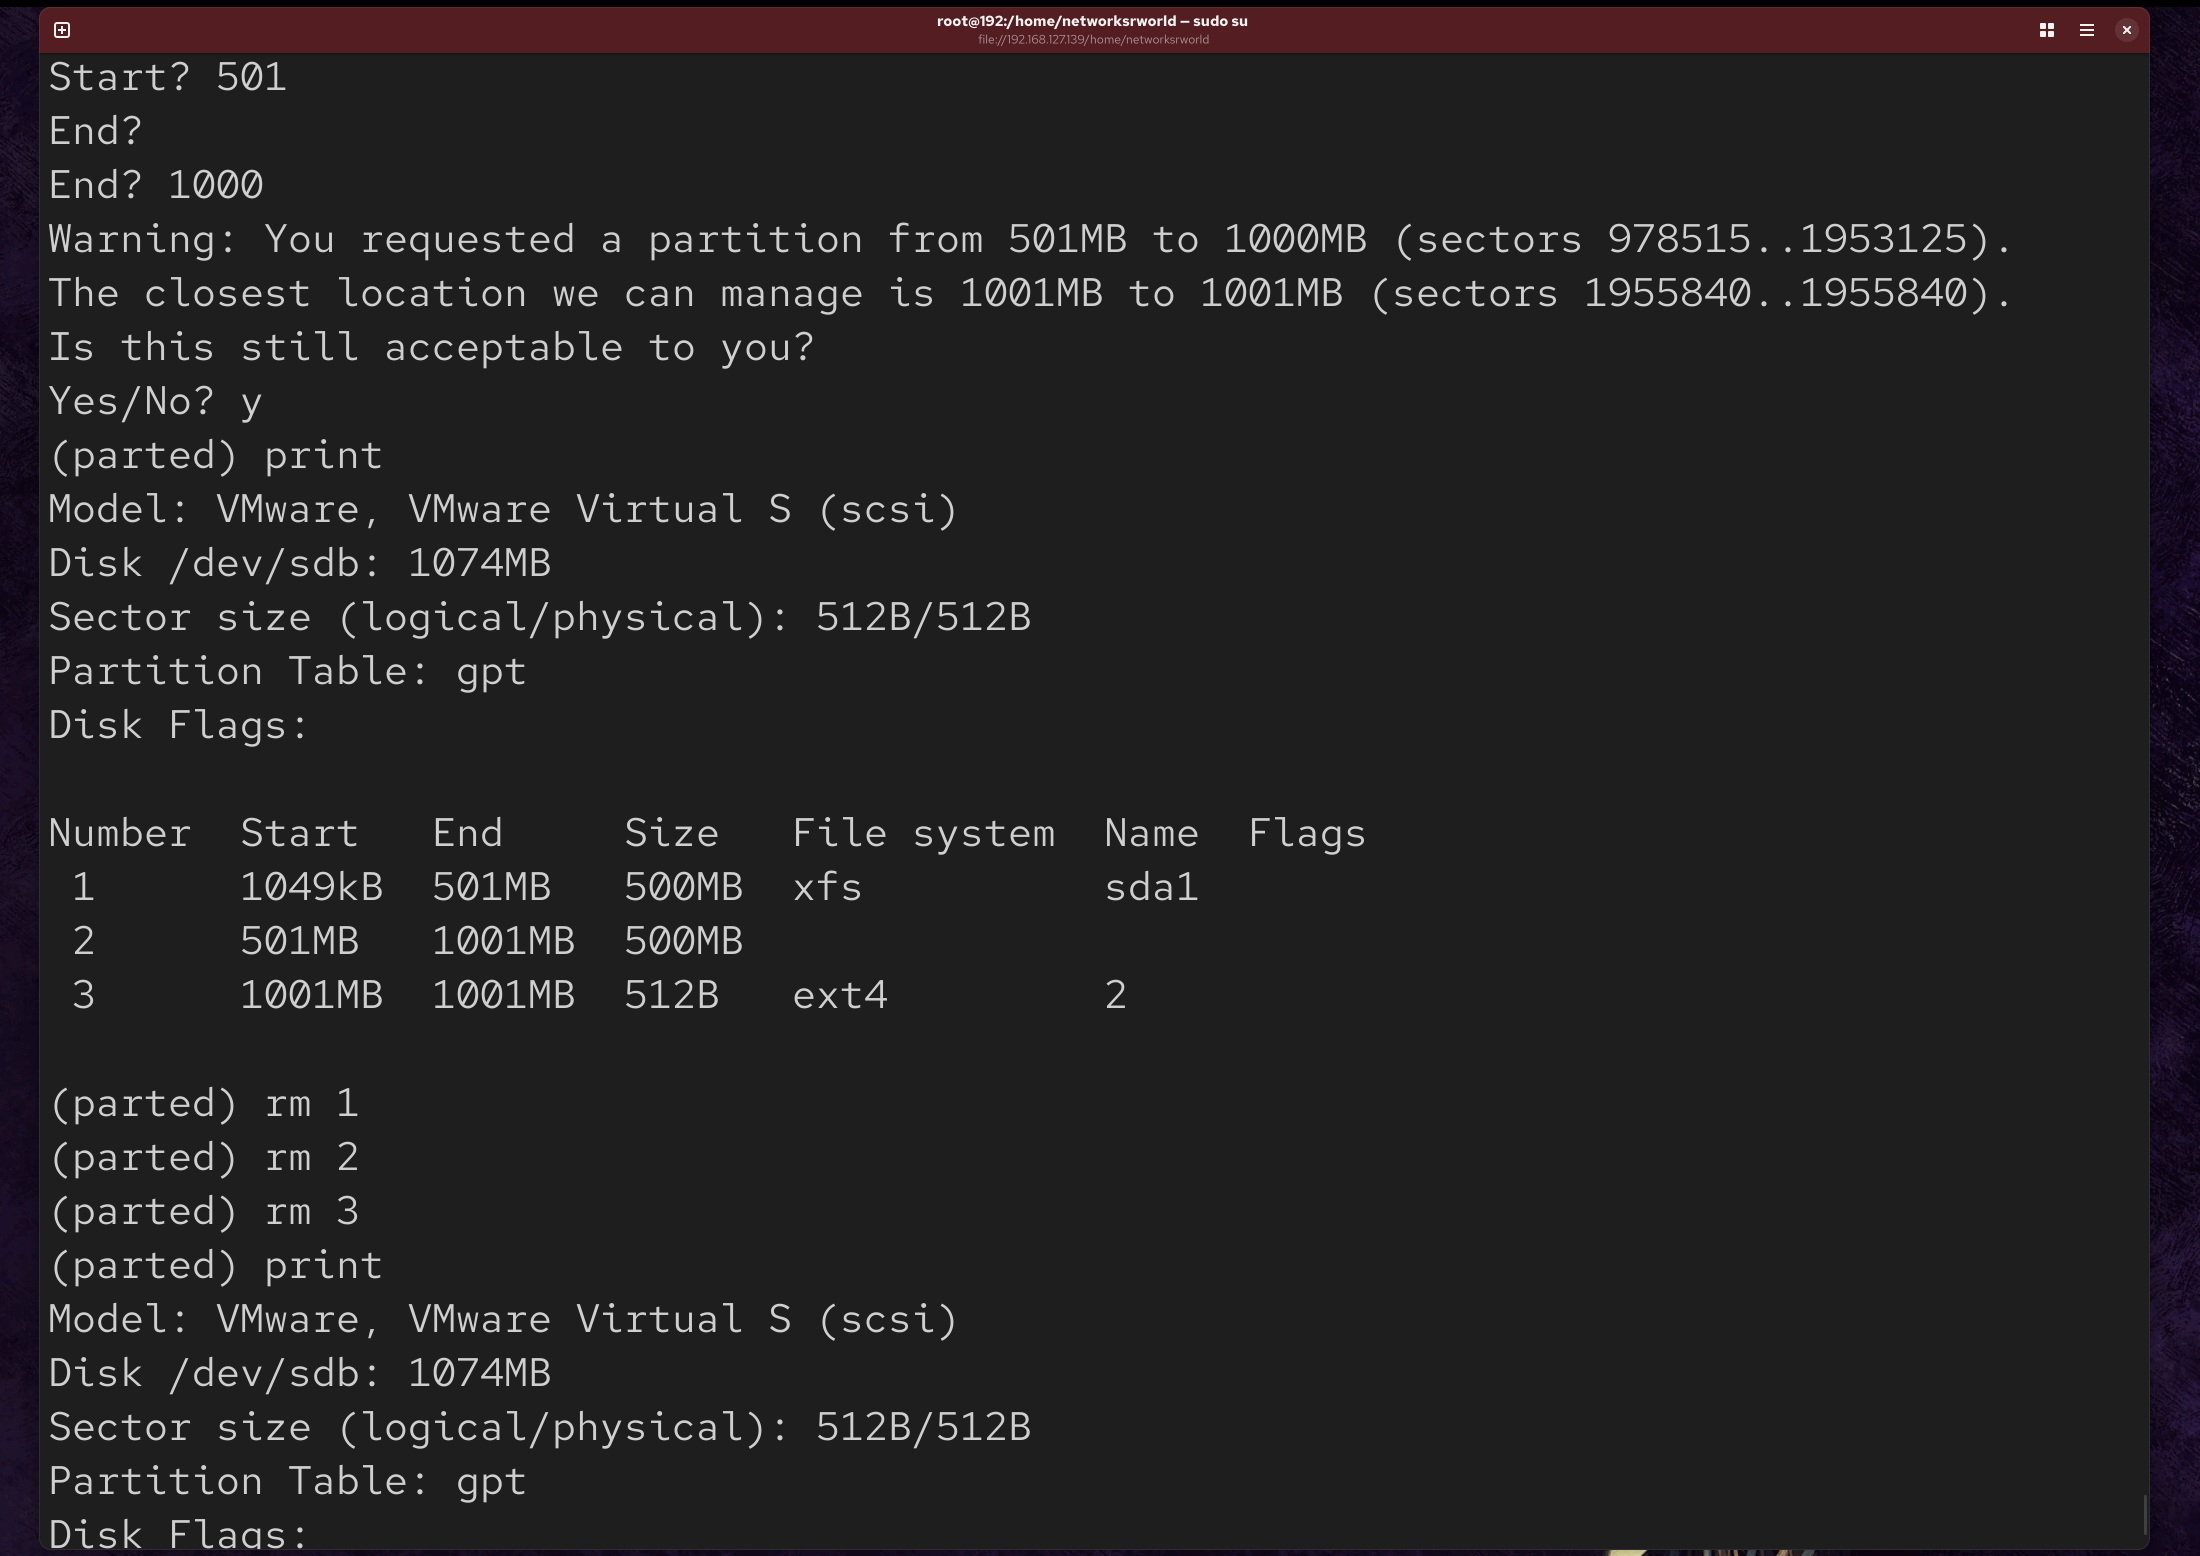 root@192:/home/networksrworld – sudo su
file://192.168.127.139/home/networksrworld
Start? 501
End?
End? 1000
Warning: You requested a partition from 501MB to 1000MB (sectors 978515..1953125).
The closest location we can manage is 1001MB to 1001MB (sectors 1955840..1955840).
Is this still acceptable to you?
Yes/No? y
(parted) print
Model: VMware, VMware Virtual S (scsi)
Disk /dev/sdb: 1074MB
Sector size (logical/physical): 512B/512B
Partition Table: gpt
Disk Flags:
Number  Start   End     Size   File system  Name  Flags
 1      1049kB  501MB   500MB  xfs          sda1
 2      501MB   1001MB  500MB
 3      1001MB  1001MB  512B   ext4         2
(parted) rm 1
(parted) rm 2
(parted) rm 3
(parted) print
Model: VMware, VMware Virtual S (scsi)
Disk /dev/sdb: 1074MB
Sector size (logical/physical): 512B/512B
Partition Table: gpt
Disk Flags: